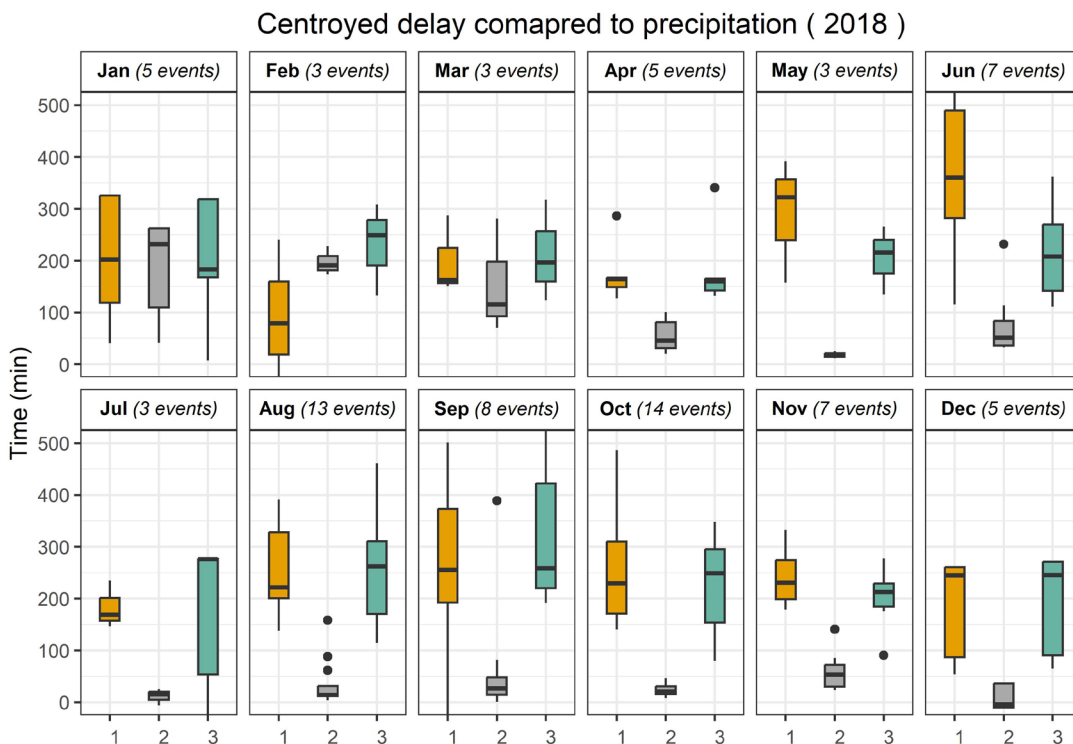 Centroyed delay comapred to precipitation ( 2018 )
Jan (5 events)
Feb (3 events)
Mar (3 events)
Apr (5 events)
May (3 events)
Jun (7 events)
500
400
300
200
100
0
Time (min)
Jul (3 events)
Aug (13 events)
Sep (8 events)
Oct (14 events)
Nov (7 events)
Dec (5 events)
500
400
300
200
100
0
1 2 3 1 2 3 1 2 3 1 2 3 1 2 3 1 2 3